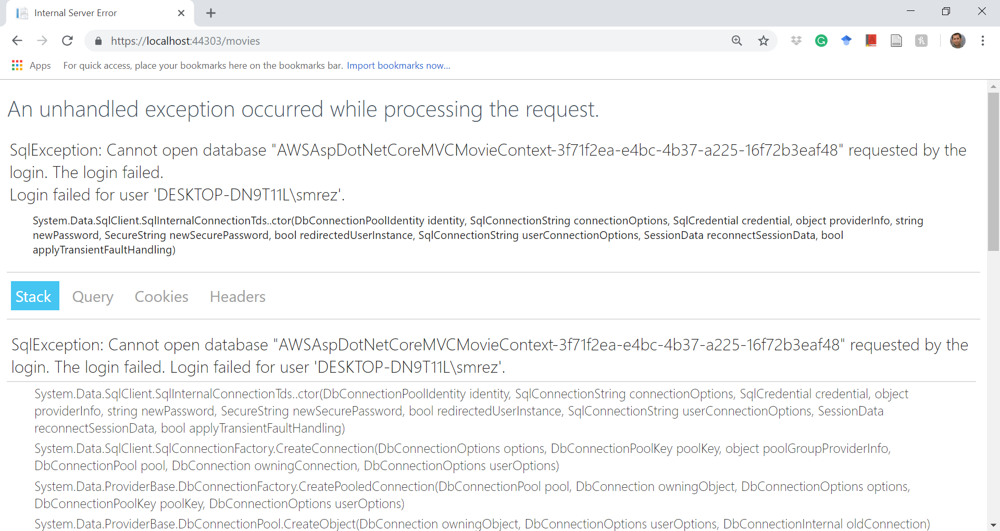 Internal Server Error
https://localhost:44303/movies
Apps For quick access, place your bookmarks here on the bookmarks bar. Import bookmarks now...
An unhandled exception occurred while processing the request.
SqlException: Cannot open database "AWSAspDotNetCoreMVCMovieContext-3f71f2ea-e4bc-4b37-a225-16f72b3eaf48" requested by the
login. The login failed.
Login failed for user 'DESKTOP-DN9T11L\smrez'.
System.Data.SqlClient.SqlInternalConnectionTds..ctor(DbConnectionPoolIdentity identity, SqlConnectionString connectionOptions, SqlCredential credential, object providerInfo, string
newPassword, SecureString newSecurePassword, bool redirectedUserInstance, SqlConnectionString userConnectionOptions, SessionData reconnectSessionData, bool
applyTransientFaultHandling)
Stack Query Cookies Headers
SqlException: Cannot open database "AWSAspDotNetCoreMVCMovieContext-3f71f2ea-e4bc-4b37-a225-16f72b3eaf48" requested by the
login. The login failed. Login failed for user 'DESKTOP-DN9T11L\smrez'.
System.Data.SqlClient.SqlInternalConnectionTds..ctor(DbConnectionPoolIdentity identity, SqlConnectionString connectionOptions, SqlCredential credential, object
providerInfo, string newPassword, SecureString newSecurePassword, bool redirectedUserInstance, SqlConnectionString userConnectionOptions, SessionData
reconnectSessionData, bool applyTransientFaultHandling)
System.Data.SqlClient.SqlConnectionFactory.CreateConnection(DbConnectionOptions options, DbConnectionPoolKey poolKey, object poolGroupProviderInfo,
DbConnectionPool pool, DbConnection owningConnection, DbConnectionOptions userOptions)
System.Data.ProviderBase.DbConnectionFactory.CreatePooledConnection(DbConnectionPool pool, DbConnection owningObject, DbConnectionOptions options,
DbConnectionPoolKey poolKey, DbConnectionOptions userOptions)
System.Data.ProviderBase.DbConnectionPool.CreateObject(DbConnection owningObject, DbConnectionOptions userOptions, DbConnectionInternal oldConnection)